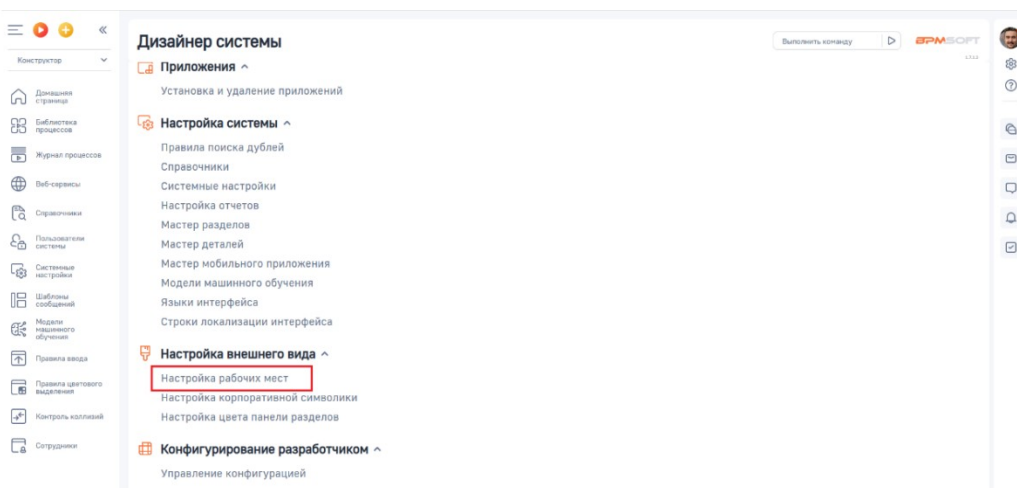 Конструктор
Домашняя
страница
Библиотека
процессов
Журнал процессов
Веб-сервисы
Справочники
Пользователи
системы
Системные
настройки
Шаблоны
сообщений
Модели
машинного
обучения
Правила ввода
Правила цветового
выделения
Контроль коллизий
Сотрудники
Дизайнер системы
Выполнить команду
BPMSOFT
Приложения
Установка и удаление приложений
Настройка системы
Правила поиска дублей
Справочники
Системные настройки
Настройка отчетов
Мастер разделов
Мастер деталей
Мастер мобильного приложения
Модели машинного обучения
Языки интерфейса
Строки локализации интерфейса
Настройка внешнего вида
Настройка рабочих мест
Настройка корпоративной символики
Настройка цвета панели разделов
Конфигурирование разработчиком
Управление конфигурацией